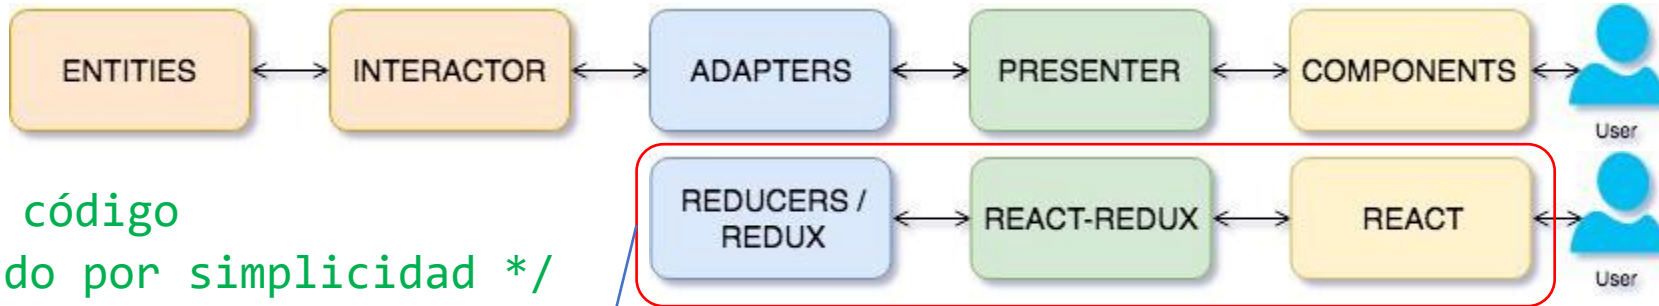 ENTITIES
INTERACTOR
ADAPTERS
PRESENTER
COMPONENTS
User
REDUCERS /
REDUX
REACT-REDUX
REACT
User
código
do por simplicidad */